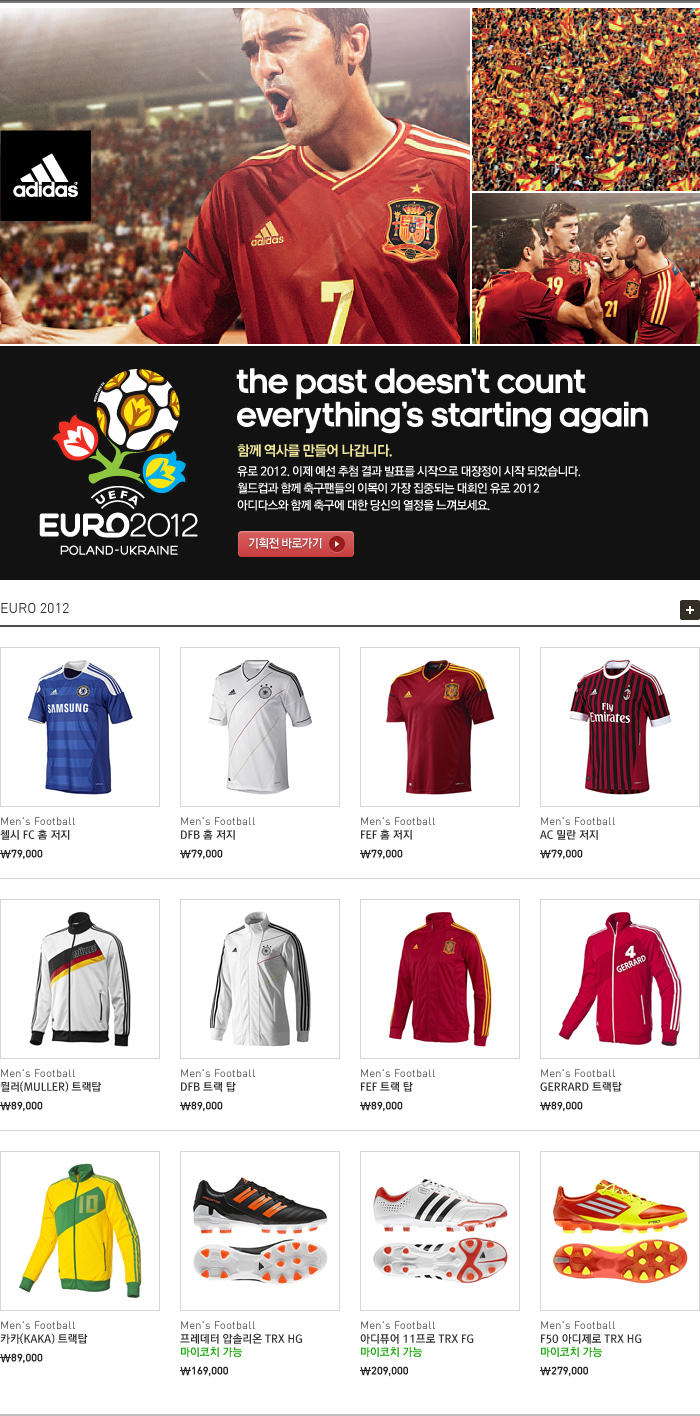 adidas
adidas
7
19
21
the past doesn't count
everything's starting again
함께 역사를 만들어 나갑니다.
유로 2012. 이제 예선 추첨 결과 발표를 시작으로 대장정이 시작 되었습니다.
월드컵과 함께 축구팬들의 이목이 가장 집중되는 대회인 유로 2012
아디다스와 함께 축구에 대한 당신의 열정을 느껴보세요.
기획전 바로가기
UEFA
EURO2012
POLAND-UKRAINE
EURO 2012
SAMSUNG
Fly
Emirates
Men's Football
첼시 FC 홈 저지
₩79,000
Men's Football
DFB 홈 저지
₩79,000
Men's Football
FEF 홈 저지
₩79,000
Men's Football
AC 밀란 저지
₩79,000
MÜLLER
4
GERRARD
Men's Football
뮐러(MULLER) 트랙탑
₩89,000
Men's Football
DFB 트랙 탑
₩89,000
Men's Football
FEF 트랙 탑
₩89,000
Men's Football
GERRARD 트랙탑
₩89,000
10
Men's Football
카카(KAKA) 트랙탑
₩89,000
Men's Football
프레데터 압솔리온 TRX HG
마이코치 가능
₩169,000
Men's Football
아디퓨어 11프로 TRX FG
마이코치 가능
₩209,000
Men's Football
F50 아디제로 TRX HG
마이코치 가능
₩279,000